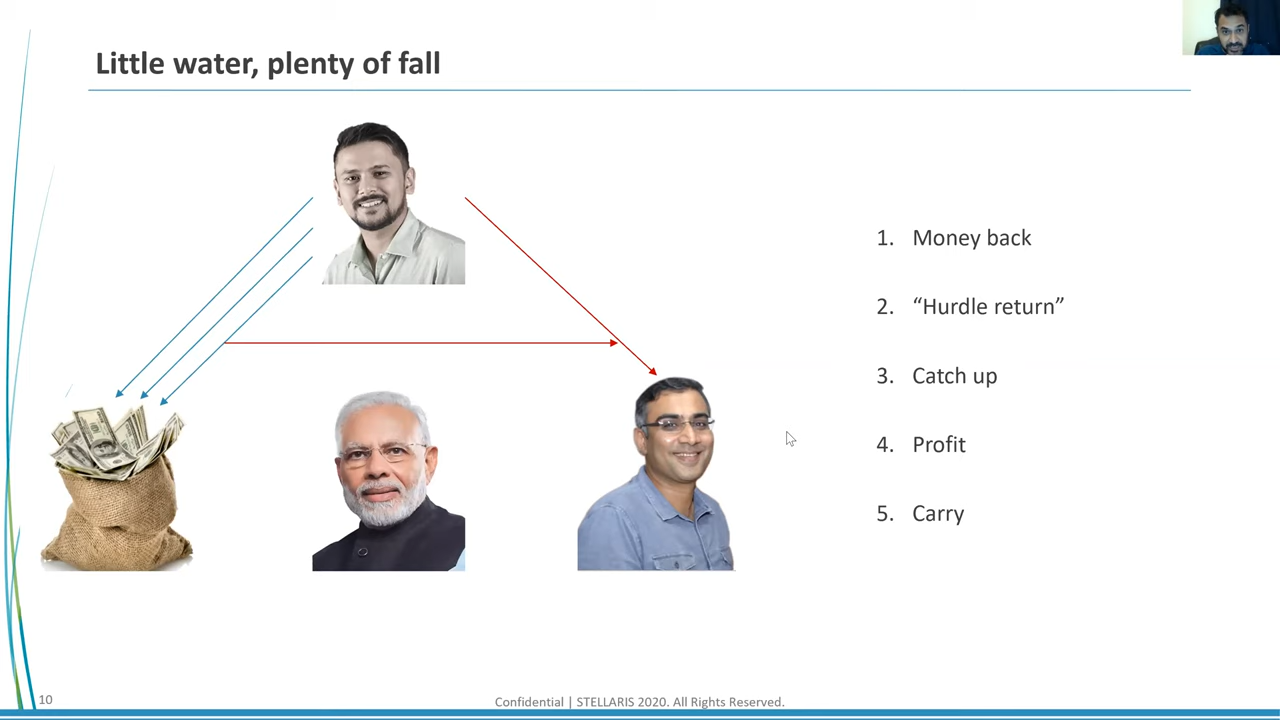 Little water, plenty of fall
1. Money back
2. “Hurdle return”
3. Catch up
4. Profit
5. Carry
10
Confidential | STELLARIS 2020. All Rights Reserved.